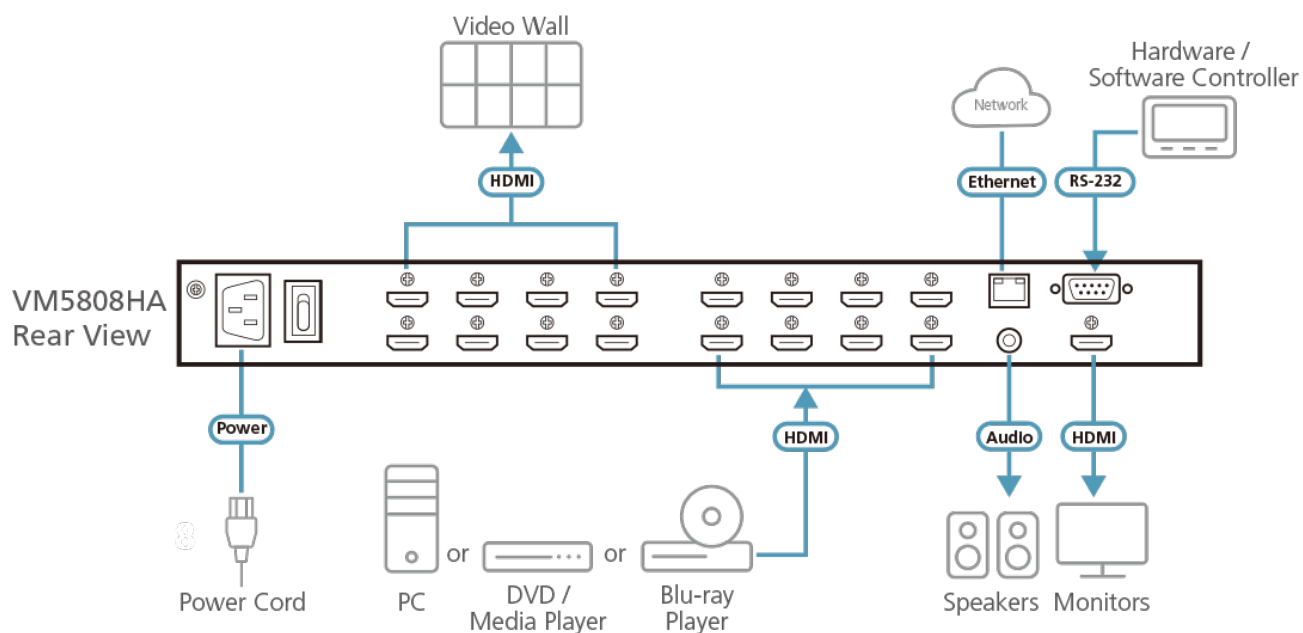 Video Wall
Hardware /
Software Controller
Network
HDMI
Ethernet
RS-232
VM5808HA
Rear View
Power
HDMI
Audio
HDMI
8
or
or
Power Cord
PC
DVD /
Media Player
Blu-ray
Player
Speakers
Monitors